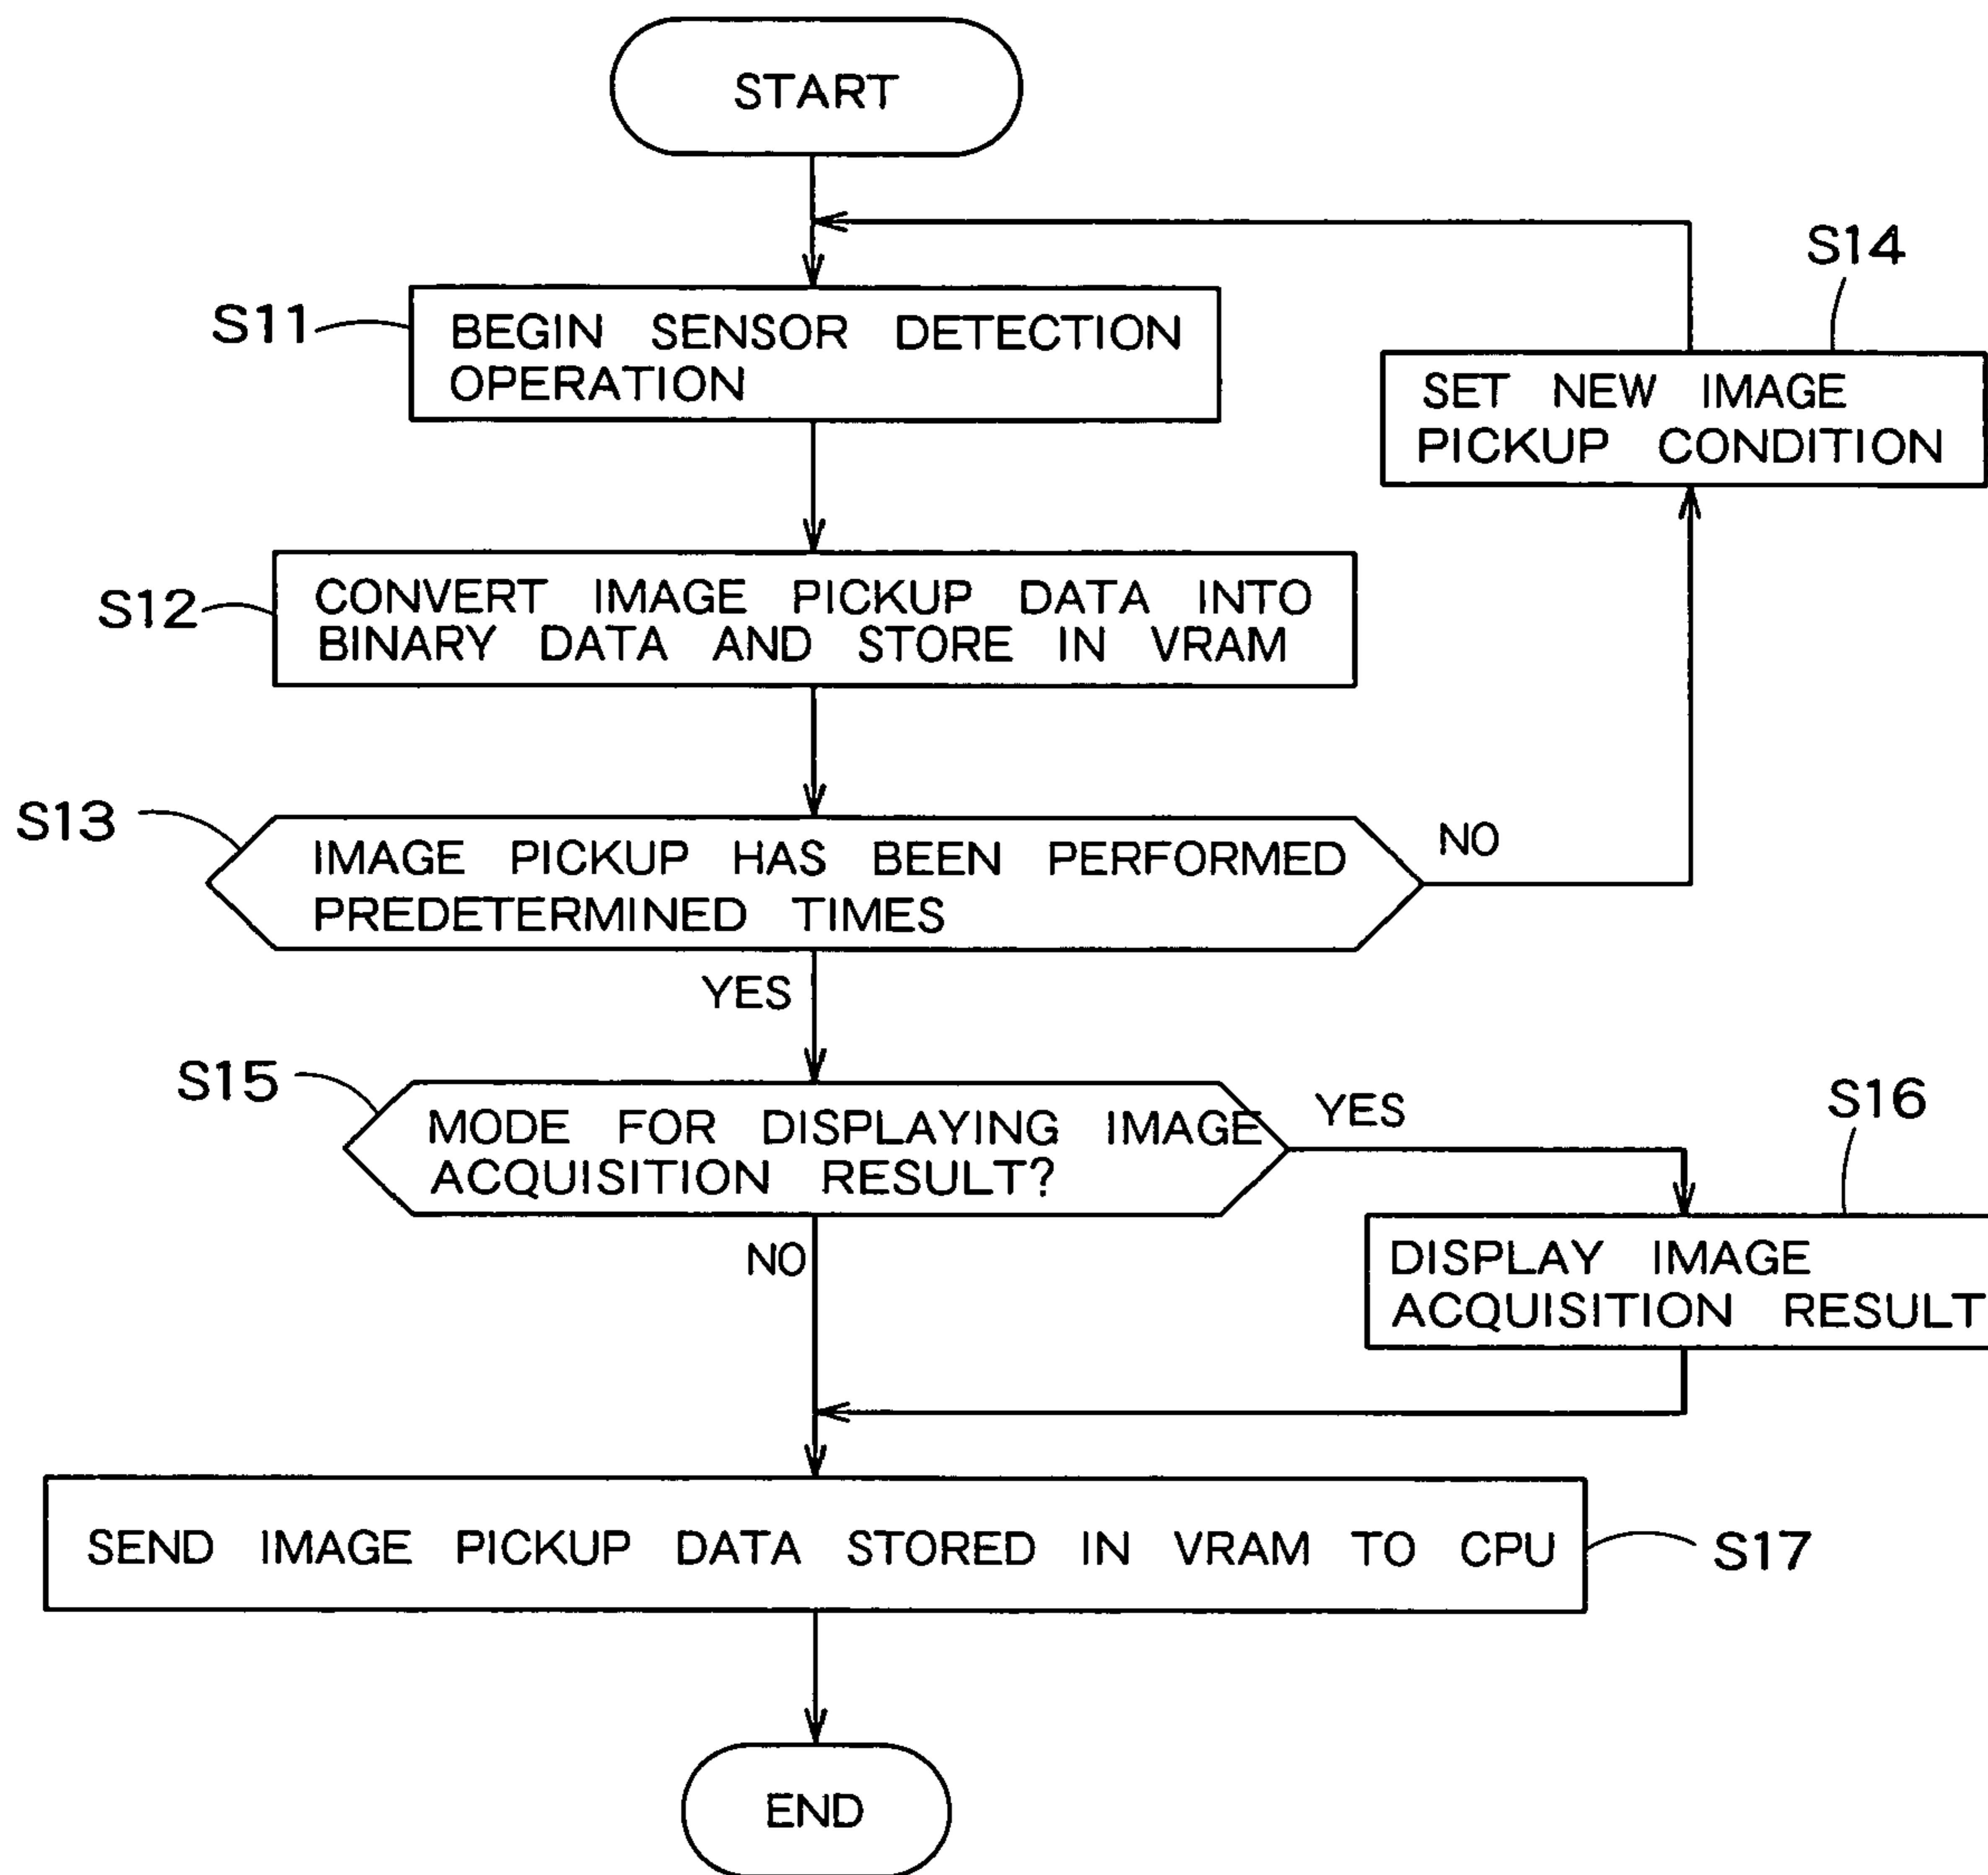 START
S14
S11
BEGIN SENSOR DETECTION
OPERATION
SET NEW IMAGE
PICKUP CONDITION
S12
CONVERT IMAGE PICKUP DATA INTO
BINARY DATA AND STORE IN VRAM
S13
IMAGE PICKUP HAS BEEN PERFORMED
PREDETERMINED TIMES
NO
YES
S15
MODE FOR DISPLAYING IMAGE
ACQUISITION RESULT?
YES
S16
NO
DISPLAY IMAGE
ACQUISITION RESULT
SEND IMAGE PICKUP DATA STORED IN VRAM TO CPU
S17
END